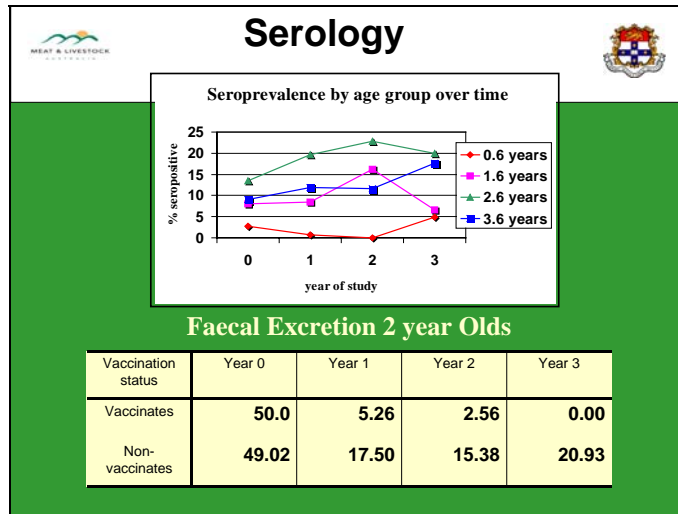 Serology
MEAT & LIVESTOCK
AUSTRALIA
Seroprevalence by age group over time
% seropositive
25
20
15
10
5
0
0 1 2 3
year of study
0.6 years
1.6 years
2.6 years
3.6 years
Faecal Excretion 2 year Olds
Vaccination status Year 0 Year 1 Year 2 Year 3
Vaccinates 50.0 5.26 2.56 0.00
Non-vaccinates 49.02 17.50 15.38 20.93